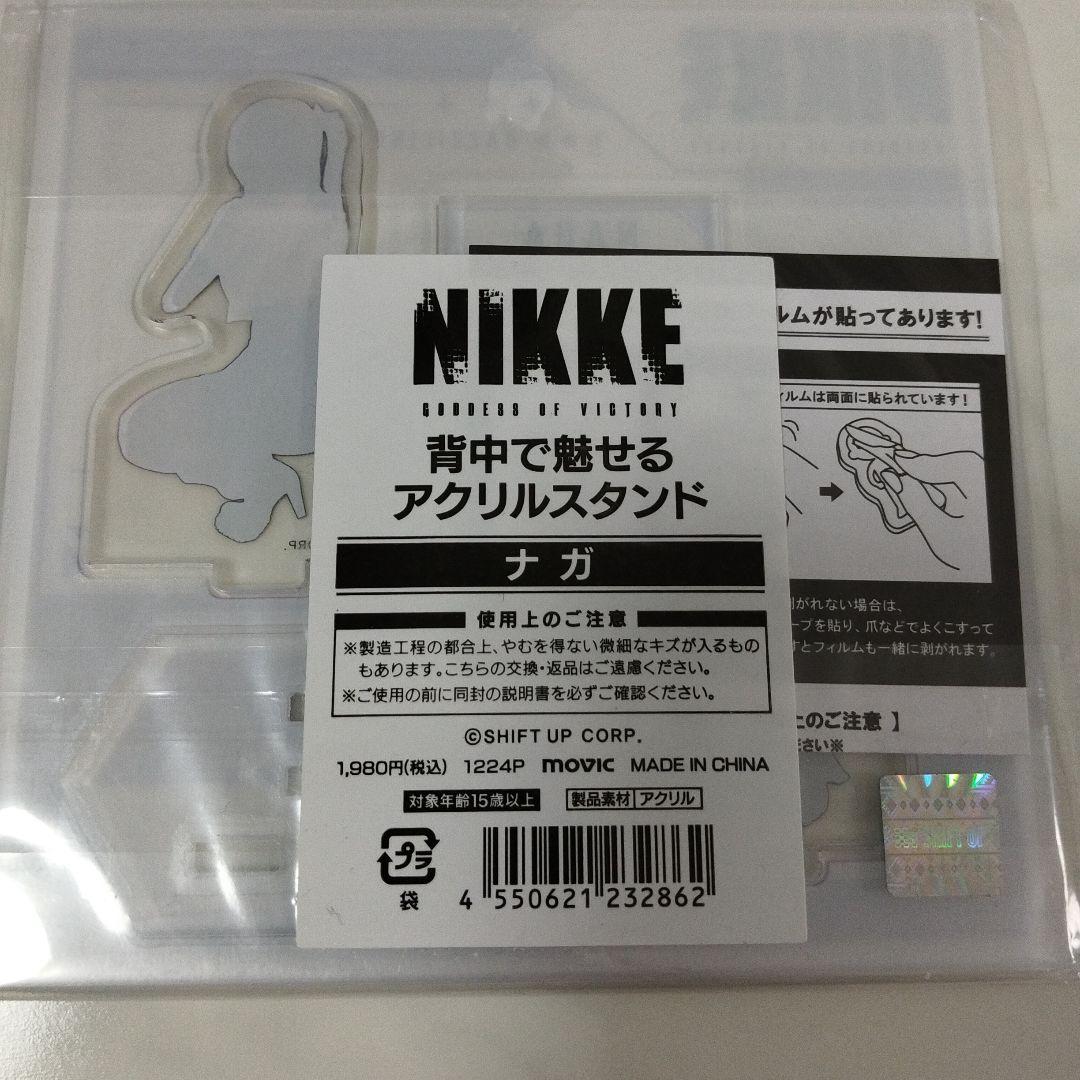 NIKKE
GODDESS OF VICTORY
背中で魅せる
アクリルスタンド
ナガ
使用上のご注意
※製造工程の都合上、やむを得ない微細なキズが入るもの
もあります。こちらの交換・返品はご遠慮ください。
※ご使用の前に同封の説明書を必ずご確認ください。
©SHIFT UP CORP.
1,980円(税込) 1224P movic MADE IN CHINA
対象年齢15歳以上 製品素材 アクリル
プラ
袋
4 550621 232862
ルムが貼ってあります!
ィルムは両面に貼られています!
がれない場合は、
ープを貼り、爪などでよくこすって
すとフィルムも一緒に剥がれます。
上のご注意 】
ださい※
ORP.
SHIFT UP